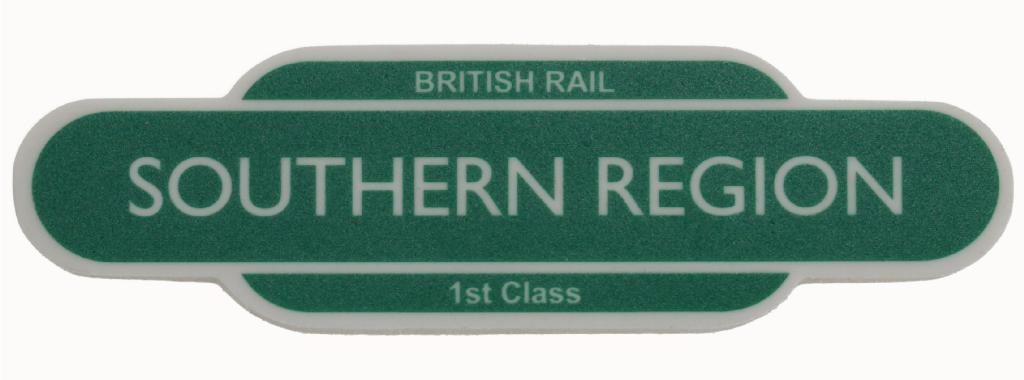 BRITISH RAIL
SOUTHERN REGION
1st Class